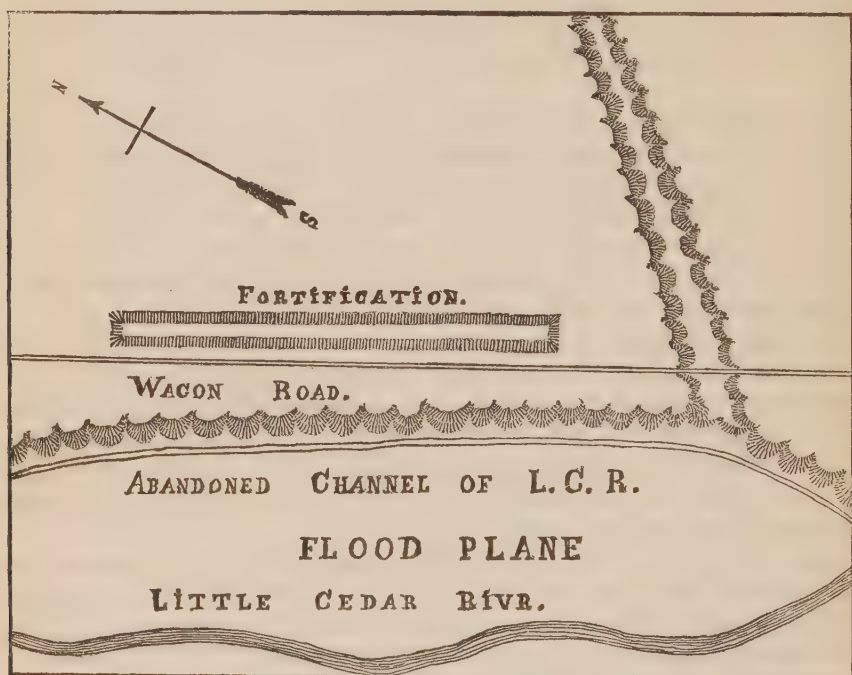 N
S
FORTIFICATION.
WAGON ROAD.
ABANDONED CHANNEL OF L. C. R.
FLOOD PLANE
LITTLE CEDAR RIVR.